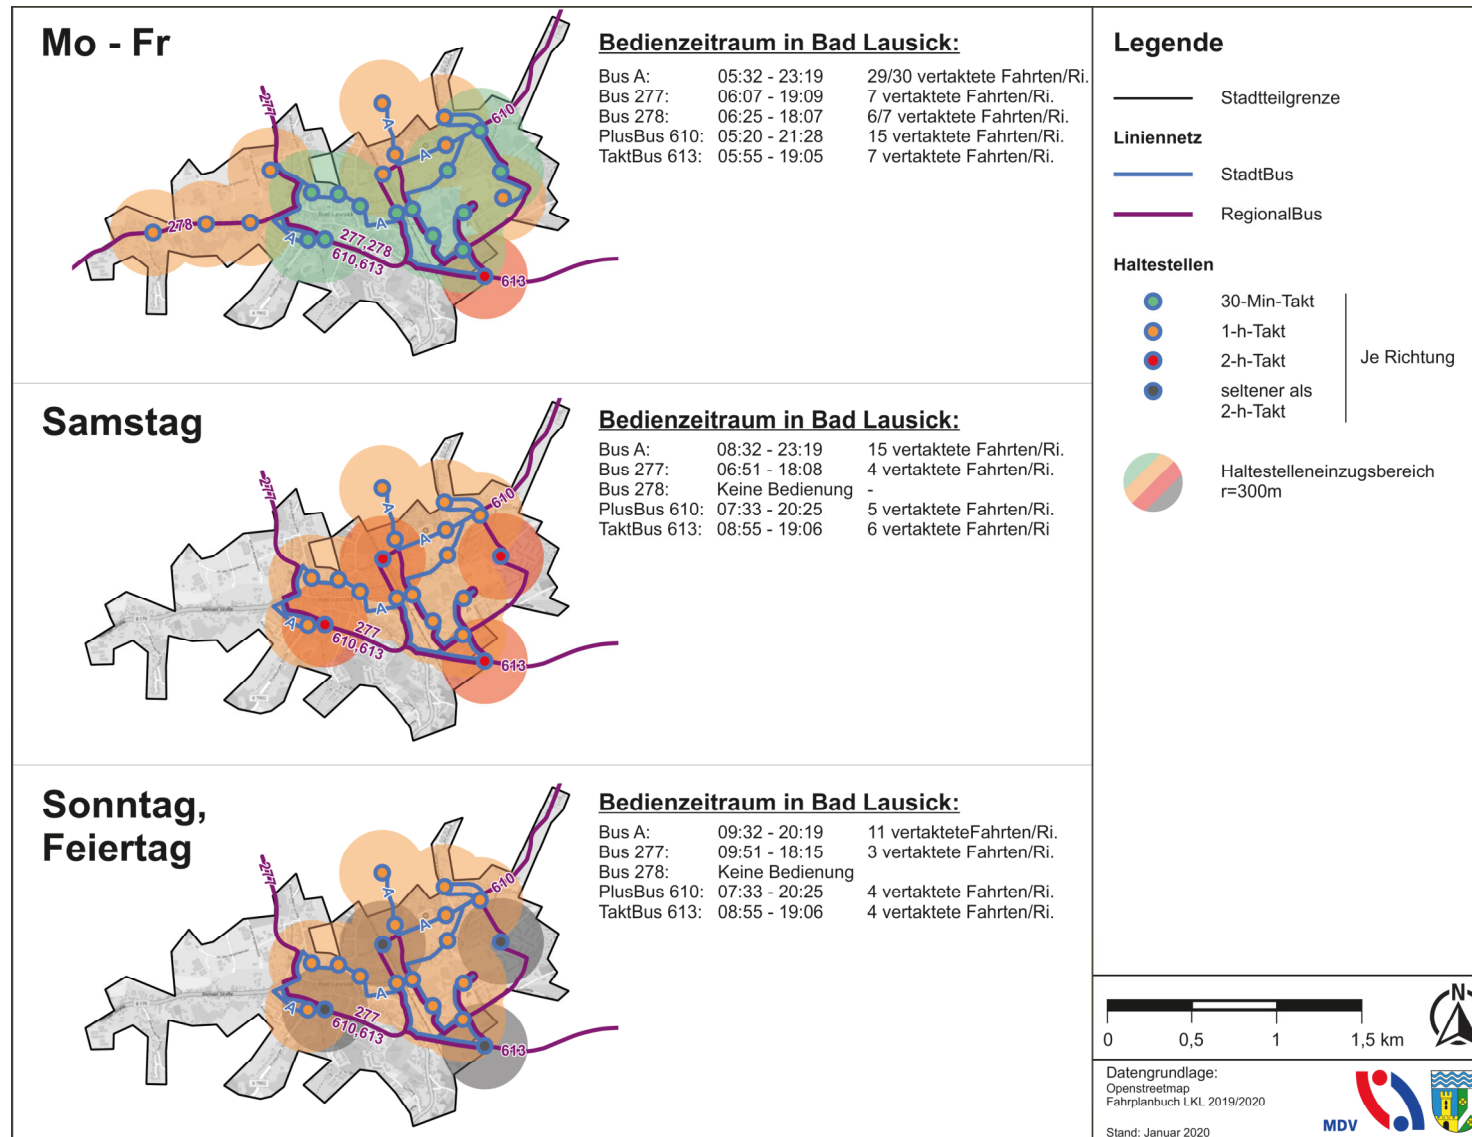 Mo - Fr
Bedienzeitraum in Bad Lausick:
Bus A: 05:32 - 23:19 29/30 vertaktete Fahrten/Ri.
Bus 277: 06:07 - 19:09 7 vertaktete Fahrten/Ri.
Bus 278: 06:25 - 18:07 6/7 vertaktete Fahrten/Ri.
PlusBus 610: 05:20 - 21:28 15 vertaktete Fahrten/Ri.
TaktBus 613: 05:55 - 19:05 7 vertaktete Fahrten/Ri.
277
610
A
A
278
A
A
277,278
610,613
613
Bad Lausick
Samstag
Bedienzeitraum in Bad Lausick:
Bus A: 08:32 - 23:19 15 vertaktete Fahrten/Ri.
Bus 277: 06:51 - 18:08 4 vertaktete Fahrten/Ri.
Bus 278: Keine Bedienung -
PlusBus 610: 07:33 - 20:25 5 vertaktete Fahrten/Ri.
TaktBus 613: 08:55 - 19:06 6 vertaktete Fahrten/Ri
277
610
A
A
A
A
277
610,613
613
Sonntag,
Feiertag
Bedienzeitraum in Bad Lausick:
Bus A: 09:32 - 20:19 11 vertakteteFahrten/Ri.
Bus 277: 09:51 - 18:15 3 vertaktete Fahrten/Ri.
Bus 278: Keine Bedienung
PlusBus 610: 07:33 - 20:25 4 vertaktete Fahrten/Ri.
TaktBus 613: 08:55 - 19:06 4 vertaktete Fahrten/Ri.
277
610
A
A
A
A
277
610,613
613
Legende
Stadtteilgrenze
Liniennetz
StadtBus
RegionalBus
Haltestellen
30-Min-Takt
1-h-Takt
2-h-Takt
seltener als
2-h-Takt
Je Richtung
Haltestelleneinzugsbereich
r=300m
N
0 0,5 1 1,5 km
Datengrundlage:
Openstreetmap
Fahrplanbuch LKL 2019/2020
Stand: Januar 2020
MDV